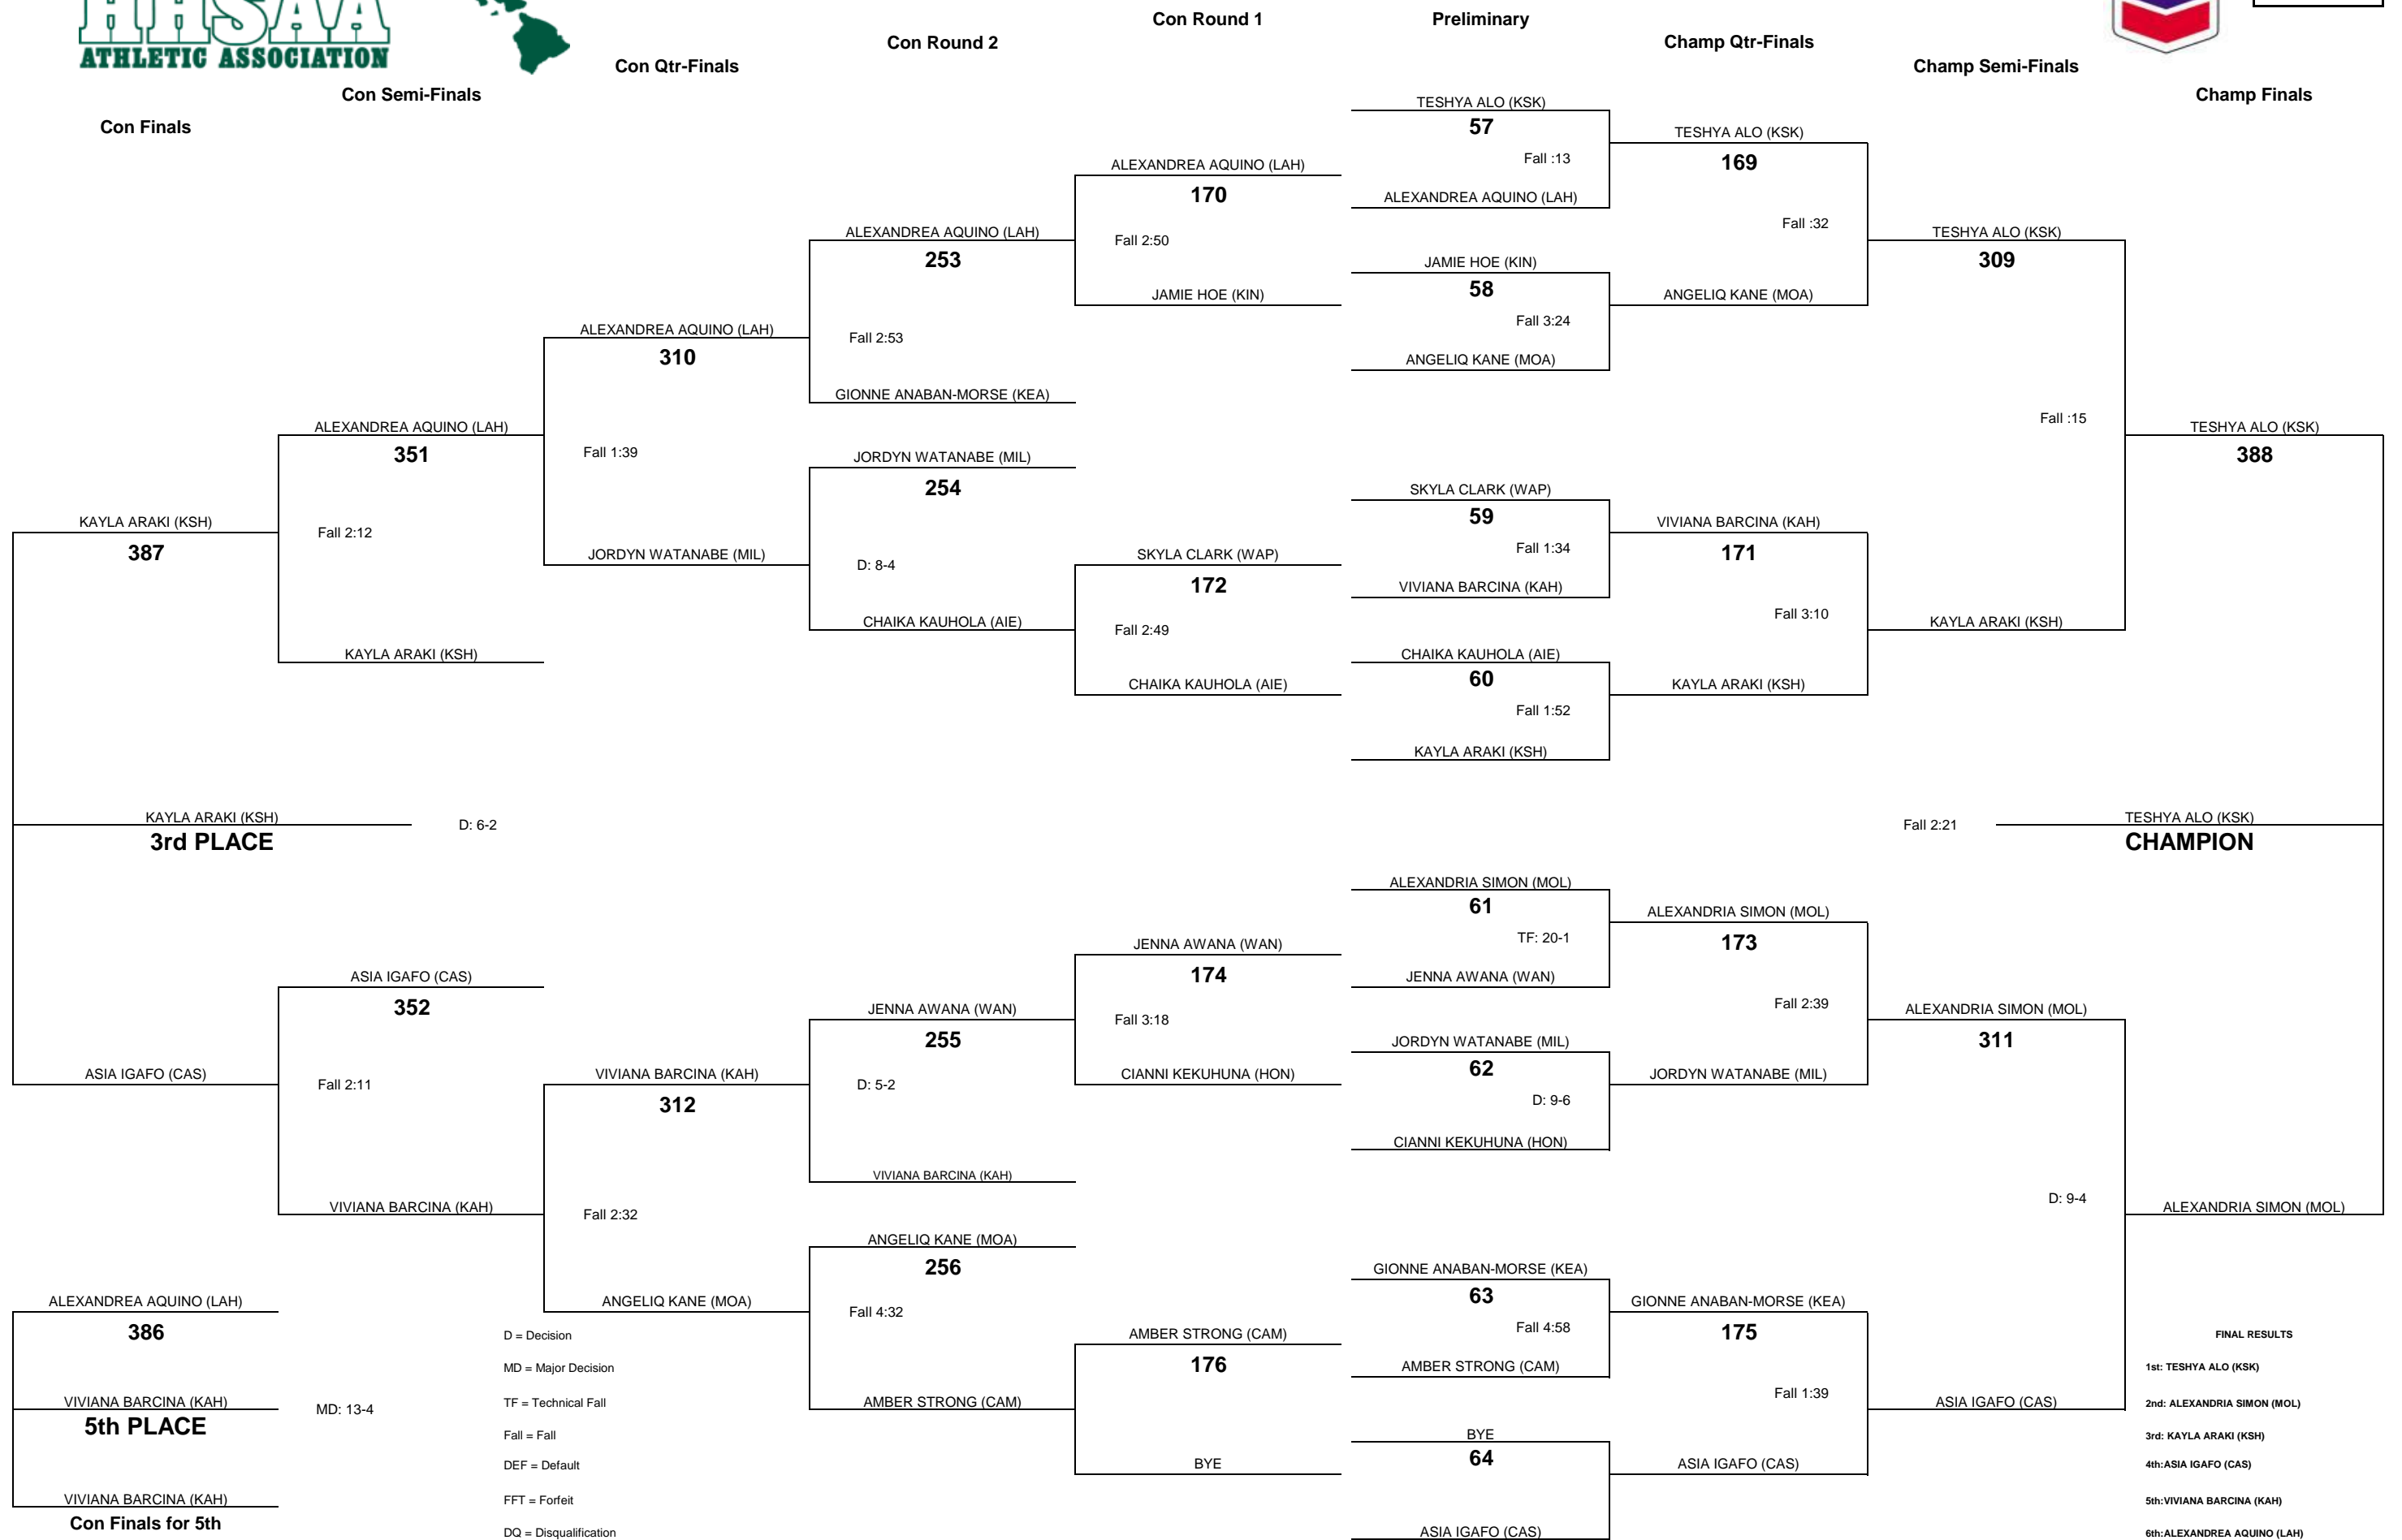 HHSAA
ATHLETIC ASSOCIATION
Con Finals
Con Semi-Finals
Con Qtr-Finals
Con Round 2
Con Round 1
Preliminary
Champ Qtr-Finals
Champ Semi-Finals
Champ Finals
KAYLA ARAKI (KSH)
387
ASIA IGAFO (CAS)
KAYLA ARAKI (KSH)
3rd PLACE
D: 6-2
ALEXANDREA AQUINO (LAH)
386
VIVIANA BARCINA (KAH)
5th PLACE
MD: 13-4
VIVIANA BARCINA (KAH)
Con Finals for 5th
ALEXANDREA AQUINO (LAH)
351
Fall 2:12
KAYLA ARAKI (KSH)
ASIA IGAFO (CAS)
352
Fall 2:11
VIVIANA BARCINA (KAH)
ALEXANDREA AQUINO (LAH)
310
Fall 1:39
JORDYN WATANABE (MIL)
VIVIANA BARCINA (KAH)
312
Fall 2:32
ANGELIQ KANE (MOA)
D = Decision
MD = Major Decision
TF = Technical Fall
Fall = Fall
DEF = Default
FFT = Forfeit
DQ = Disqualification
ALEXANDREA AQUINO (LAH)
253
Fall 2:53
GIONNE ANABAN-MORSE (KEA)
JORDYN WATANABE (MIL)
254
D: 8-4
CHAIKA KAUHOLA (AIE)
JENNA AWANA (WAN)
255
D: 5-2
VIVIANA BARCINA (KAH)
ANGELIQ KANE (MOA)
256
Fall 4:32
AMBER STRONG (CAM)
ALEXANDREA AQUINO (LAH)
170
Fall 2:50
JAMIE HOE (KIN)
SKYLA CLARK (WAP)
172
Fall 2:49
CHAIKA KAUHOLA (AIE)
JENNA AWANA (WAN)
174
Fall 3:18
CIANNI KEKUHUNA (HON)
AMBER STRONG (CAM)
176
BYE
TESHYA ALO (KSK)
57
Fall :13
ALEXANDREA AQUINO (LAH)
JAMIE HOE (KIN)
58
Fall 3:24
ANGELIQ KANE (MOA)
SKYLA CLARK (WAP)
59
Fall 1:34
VIVIANA BARCINA (KAH)
CHAIKA KAUHOLA (AIE)
60
Fall 1:52
KAYLA ARAKI (KSH)
ALEXANDRIA SIMON (MOL)
61
TF: 20-1
JENNA AWANA (WAN)
JORDYN WATANABE (MIL)
62
D: 9-6
CIANNI KEKUHUNA (HON)
GIONNE ANABAN-MORSE (KEA)
63
Fall 4:58
AMBER STRONG (CAM)
BYE
64
ASIA IGAFO (CAS)
TESHYA ALO (KSK)
169
Fall :32
ANGELIQ KANE (MOA)
VIVIANA BARCINA (KAH)
171
Fall 3:10
KAYLA ARAKI (KSH)
ALEXANDRIA SIMON (MOL)
173
Fall 2:39
JORDYN WATANABE (MIL)
GIONNE ANABAN-MORSE (KEA)
175
Fall 1:39
ASIA IGAFO (CAS)
TESHYA ALO (KSK)
309
Fall :15
KAYLA ARAKI (KSH)
ALEXANDRIA SIMON (MOL)
311
D: 9-4
ASIA IGAFO (CAS)
TESHYA ALO (KSK)
388
Fall 2:21
TESHYA ALO (KSK)
CHAMPION
ALEXANDRIA SIMON (MOL)
FINAL RESULTS
1st: TESHYA ALO (KSK)
2nd: ALEXANDRIA SIMON (MOL)
3rd: KAYLA ARAKI (KSH)
4th:ASIA IGAFO (CAS)
5th:VIVIANA BARCINA (KAH)
6th:ALEXANDREA AQUINO (LAH)